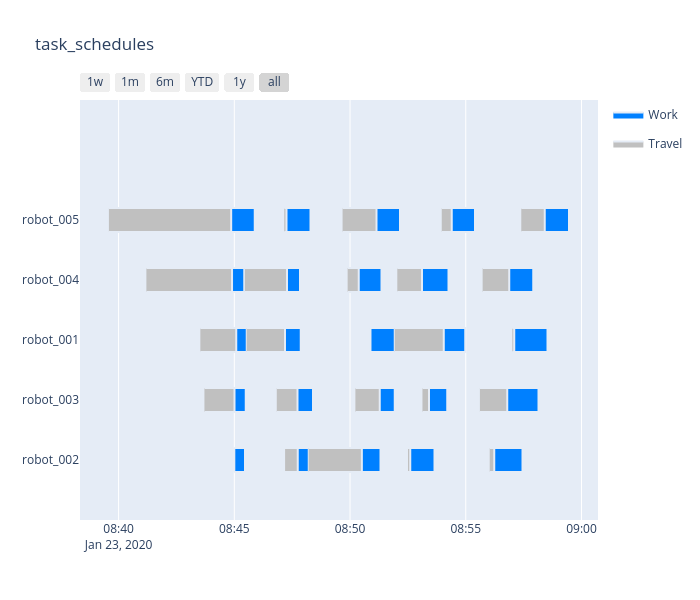 task_schedules
1w 1m 6m YTD 1y all
Work
Travel
robot_005
robot_004
robot_001
robot_003
robot_002
08:40 08:45 08:50 08:55 09:00
Jan 23, 2020